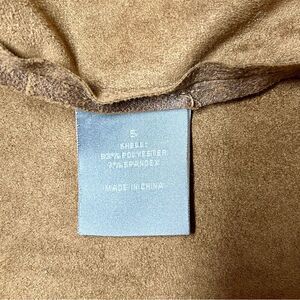 S
SHELL:
93% POLYESTER
7% SPANDEX
MADE IN CHINA